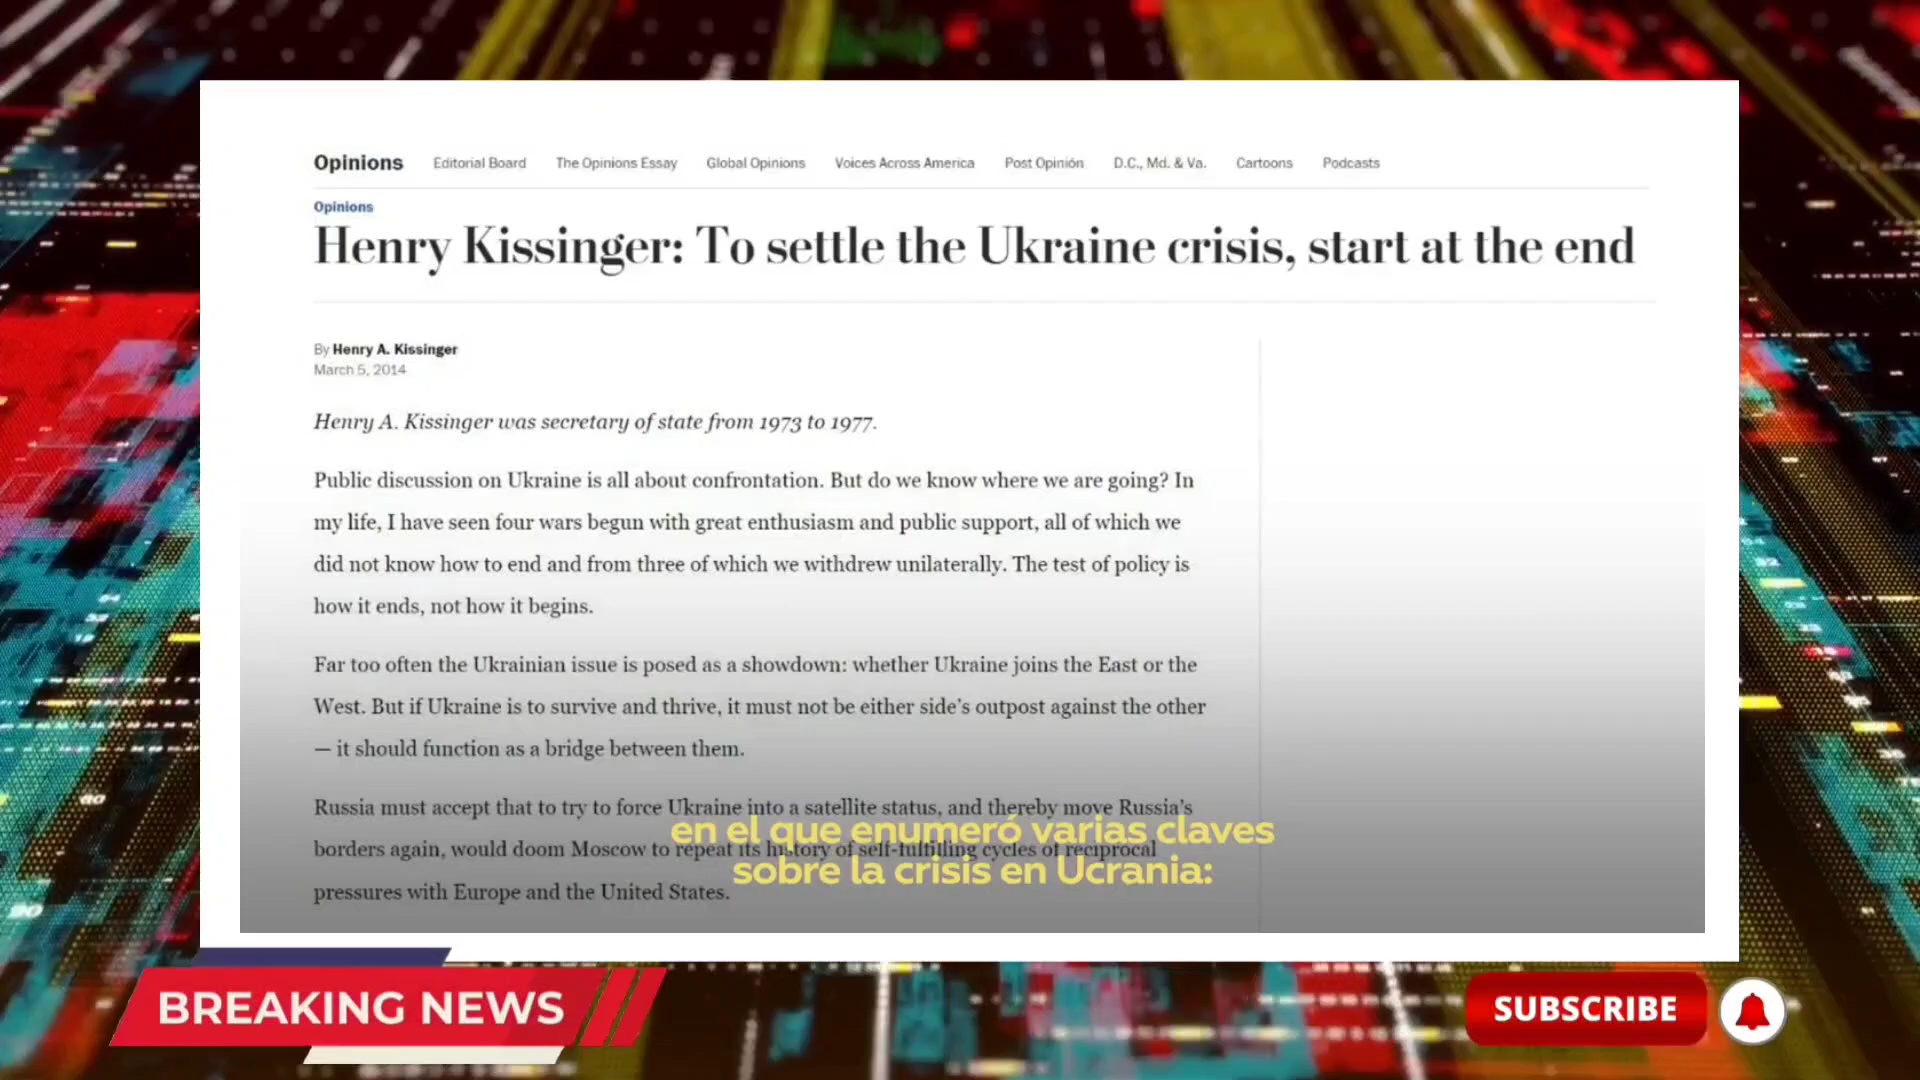 Opinions Editorial Board The Opinions Essay Global Opinions Voices Across America Post Opinión D.C., Md. & Va. Cartoons Podcasts
Opinions
Henry Kissinger: To settle the Ukraine crisis, start at the end
By Henry A. Kissinger
March 5, 2014
Henry A. Kissinger was secretary of state from 1973 to 1977.
Public discussion on Ukraine is all about confrontation. But do we know where we are going? In
my life, I have seen four wars begun with great enthusiasm and public support, all of which we
did not know how to end and from three of which we withdrew unilaterally. The test of policy is
how it ends, not how it begins.
Far too often the Ukrainian issue is posed as a showdown: whether Ukraine joins the East or the
West. But if Ukraine is to survive and thrive, it must not be either side's outpost against the other
— it should function as a bridge between them.
Russia must accept that to try to force Ukraine into a satellite status, and thereby move Russia's
borders again, would doom Moscow to repeat its history of self-fulfilling cycles of reciprocal
pressures with Europe and the United States.
en el que enumeró varias claves
sobre la crisis en Ucrania:
BREAKING NEWS
SUBSCRIBE